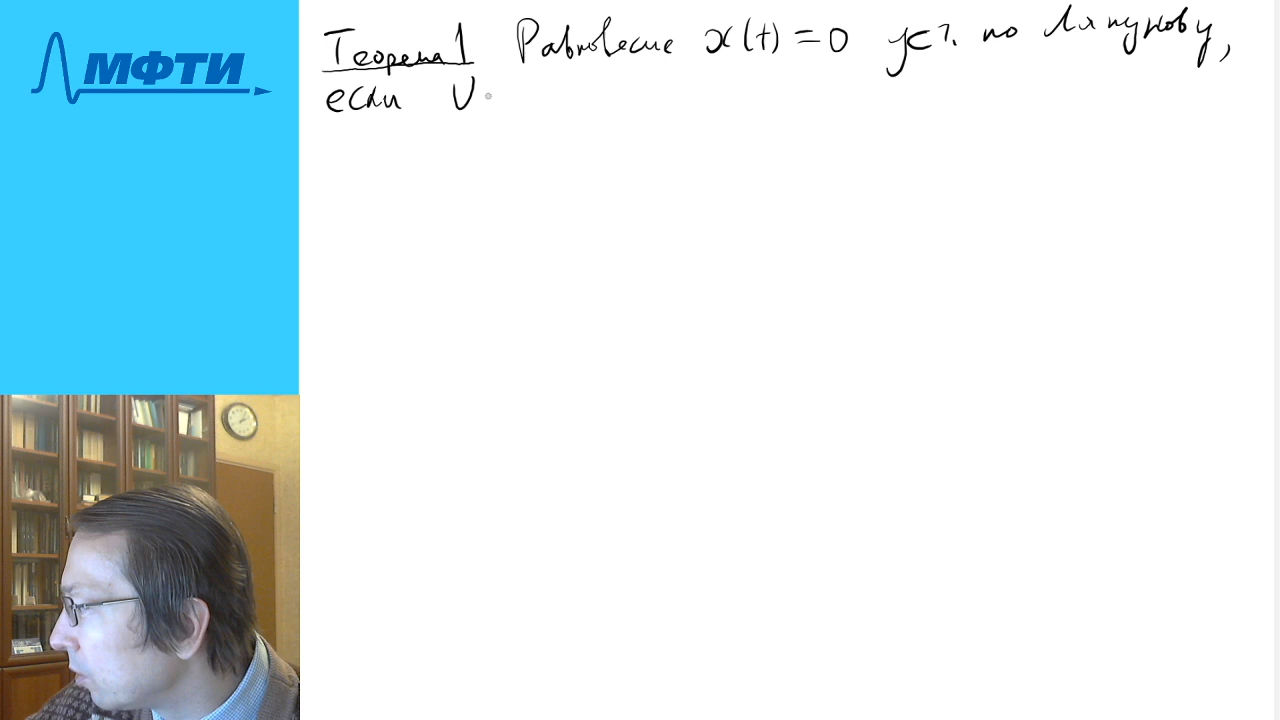 МФТИ
Теорема 1 Равновесие x(t) = 0 уст. по Ляпунову,
если V